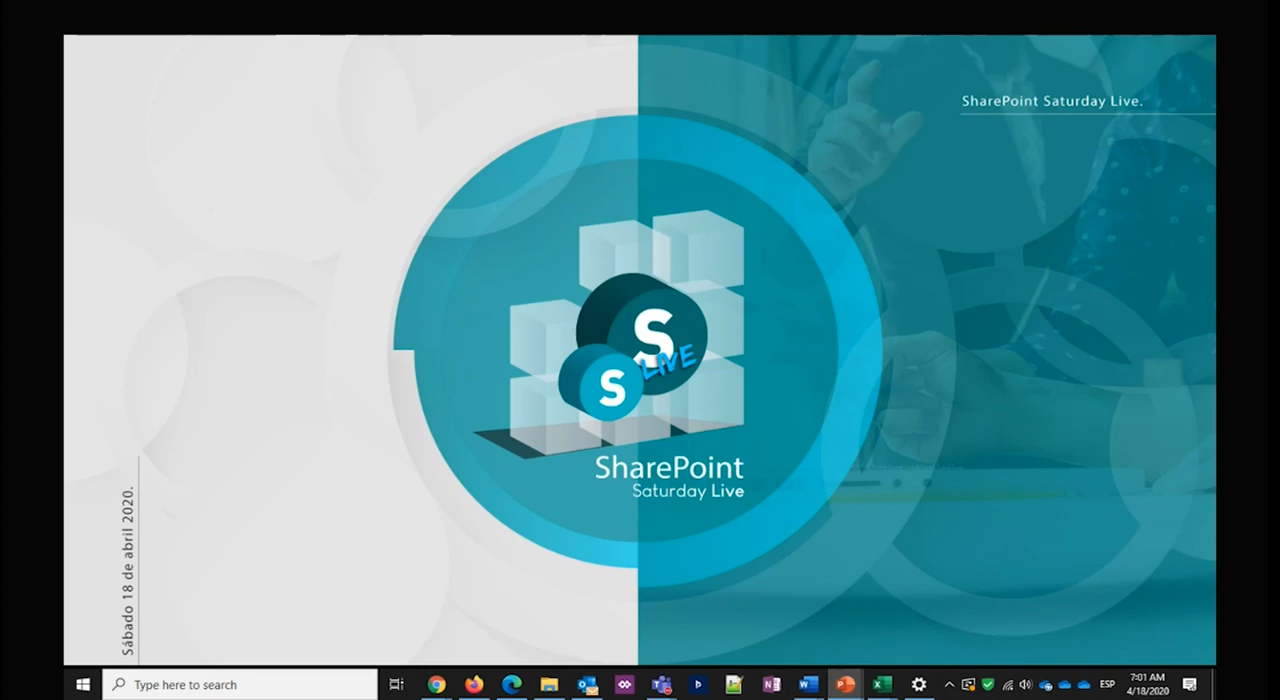 SharePoint Saturday Live.
S
LIVE
S
SharePoint
Saturday Live
Sábado 18 de abril 2020.
Type here to search
ESP
7:01 AM
4/18/2020